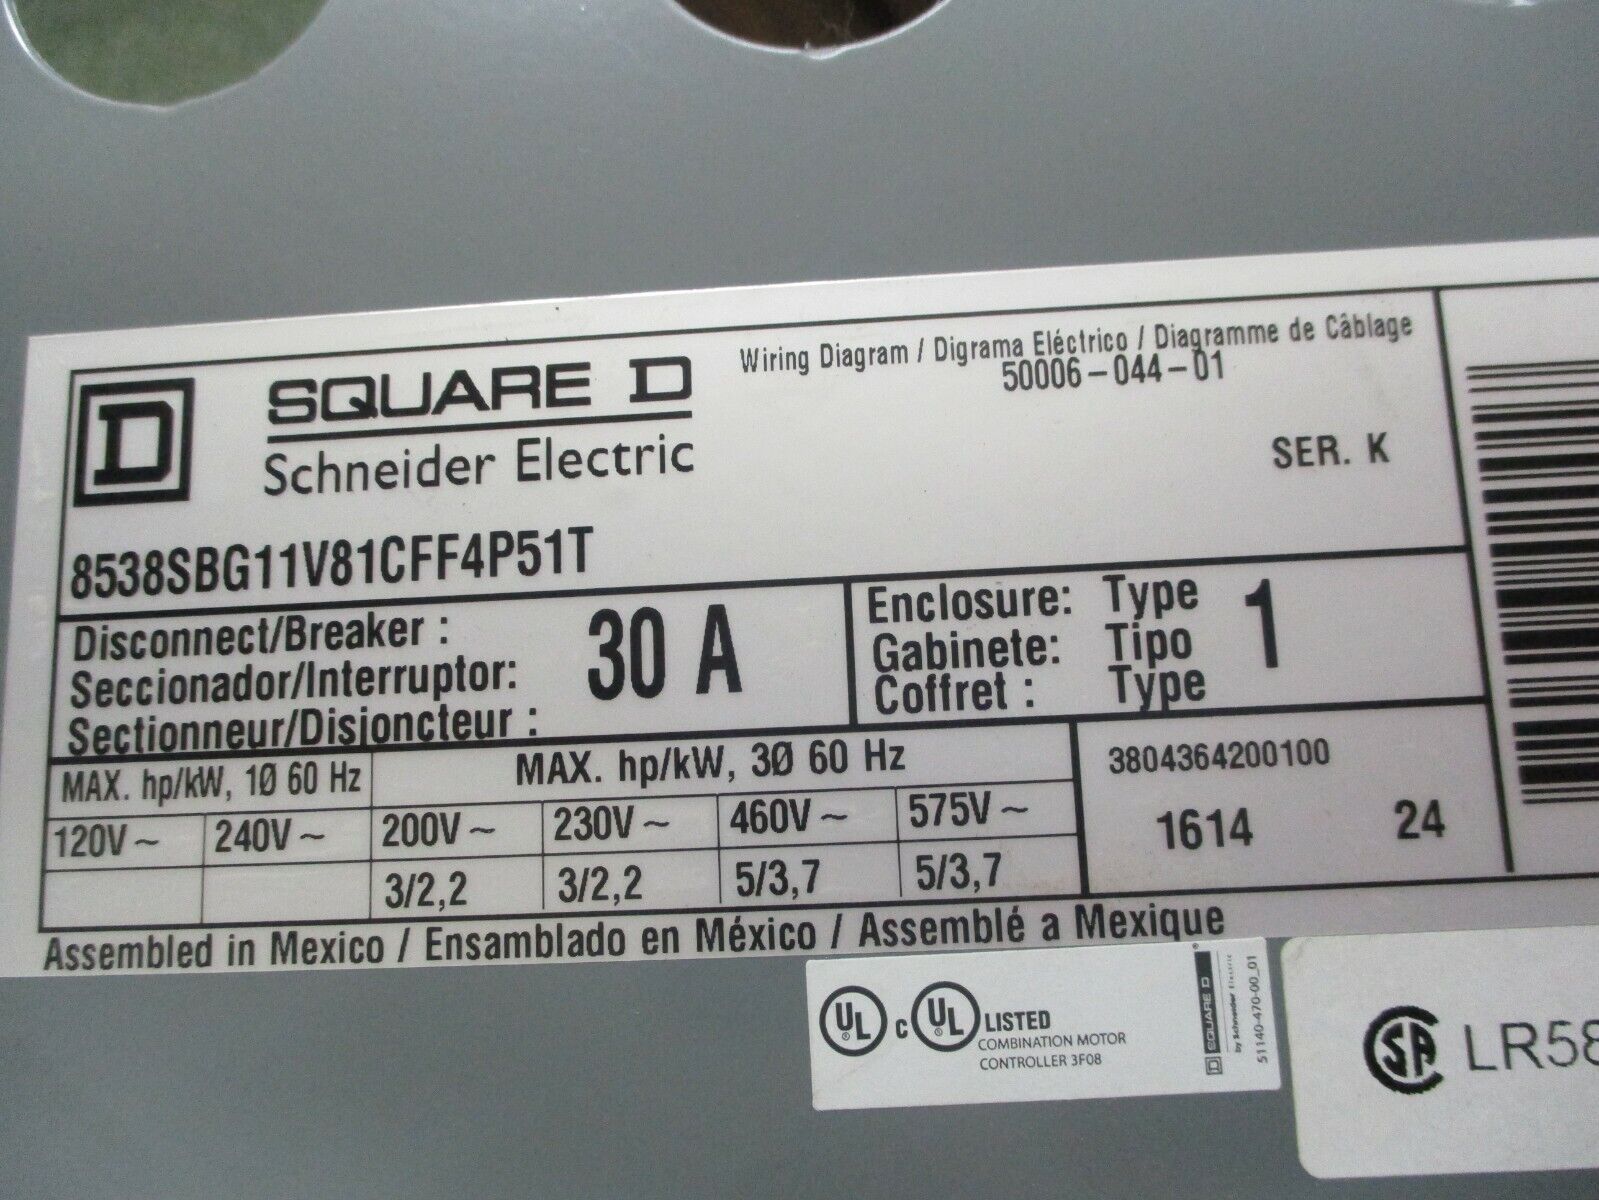 Wiring Diagram / Digrama Eléctrico / Diagramme de Câblage
50006-044-01
D SQUARE D
Schneider Electric
SER. K
8538SBG11V81CFF4P51T
Disconnect/Breaker :
Seccionador/Interruptor:
Sectionneur/Disjoncteur :
30 A
Enclosure: Type
Gabinete: Tipo
Coffret : Type
1
MAX. hp/kW, 1Ø 60 Hz
MAX. hp/kW, 3Ø 60 Hz
120V ~ 240V ~ 200V ~ 230V ~ 460V ~ 575V ~
3/2,2 3/2,2 5/3,7 5/3,7
3804364200100
1614 24
Assembled in Mexico / Ensamblado en México / Assemblé a Mexique
UL c UL LISTED
COMBINATION MOTOR
CONTROLLER 3F08
D SQUARE D
by Schneider Electric
51140-470-00_01
SA LR58